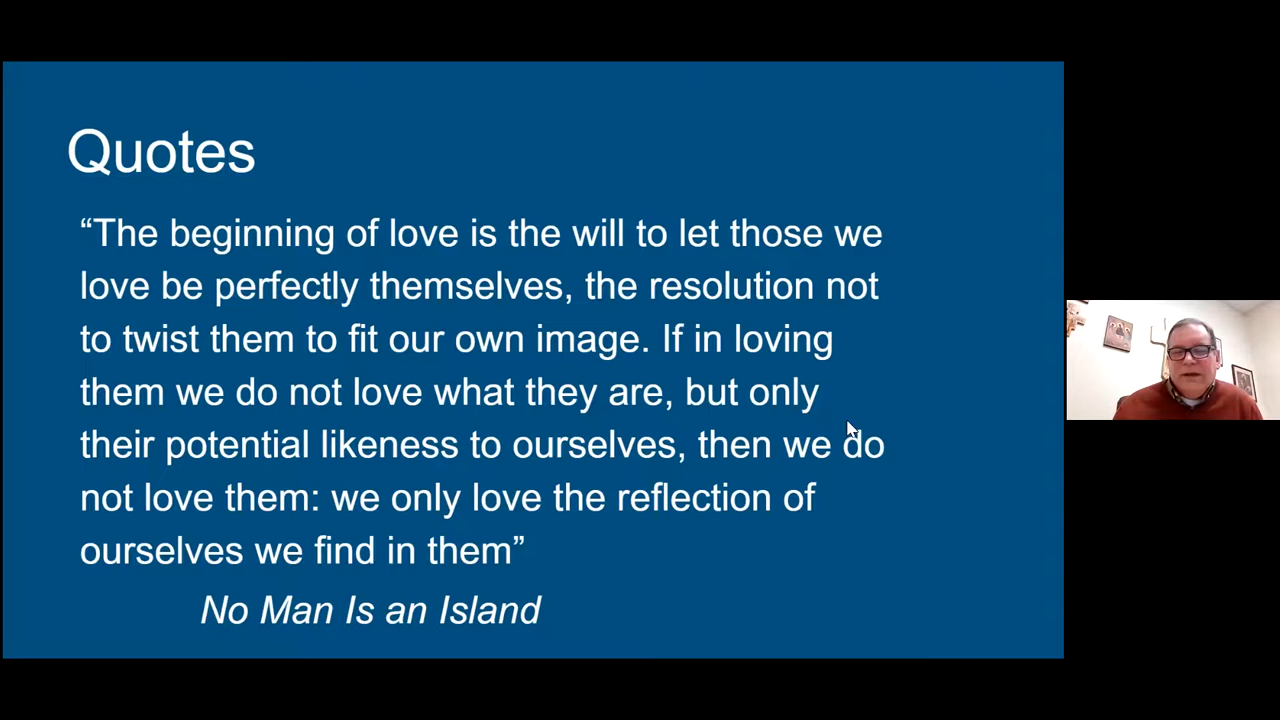 Quotes
“The beginning of love is the will to let those we
love be perfectly themselves, the resolution not
to twist them to fit our own image. If in loving
them we do not love what they are, but only
their potential likeness to ourselves, then we do
not love them: we only love the reflection of
ourselves we find in them”
No Man Is an Island